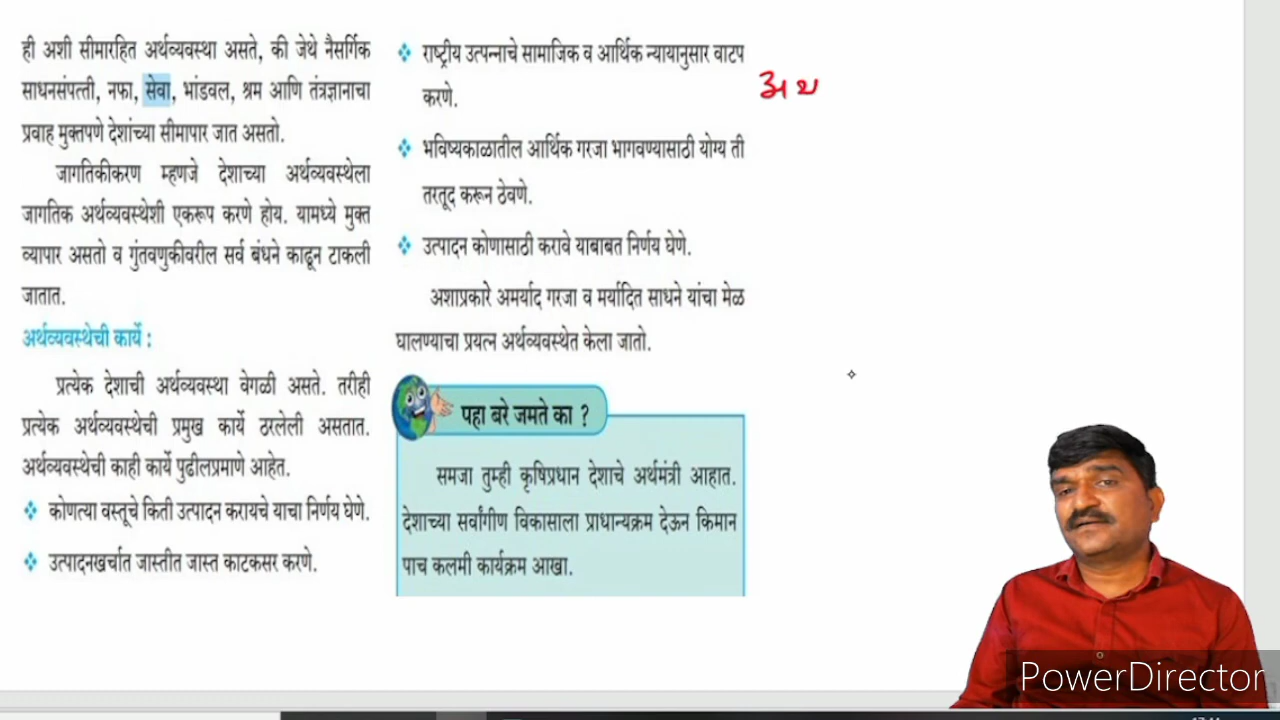 ही अशी सीमारहित अर्थव्यवस्था असते, की जेथे नैसर्गिक
साधनसंपत्ती, नफा, सेवा, भांडवल, श्रम आणि तंत्रज्ञानाचा
प्रवाह मुक्तपणे देशांच्या सीमापार जात असतो.
जागतिकीकरण म्हणजे देशाच्या अर्थव्यवस्थेला
जागतिक अर्थव्यवस्थेशी एकरूप करणे होय. यामध्ये मुक्त
व्यापार असतो व गुंतवणुकीवरील सर्व बंधने काढून टाकली
जातात.
अर्थव्यवस्थेची कार्ये :
प्रत्येक देशाची अर्थव्यवस्था वेगळी असते. तरीही
प्रत्येक अर्थव्यवस्थेची प्रमुख कार्ये ठरलेली असतात.
अर्थव्यवस्थेची काही कार्ये पुढीलप्रमाणे आहेत.
❖ कोणत्या वस्तूचे किती उत्पादन करायचे याचा निर्णय घेणे.
❖ उत्पादनखर्चात जास्तीत जास्त काटकसर करणे.
❖ राष्ट्रीय उत्पन्नाचे सामाजिक व आर्थिक न्यायानुसार वाटप
करणे.
❖ भविष्यकाळातील आर्थिक गरजा भागवण्यासाठी योग्य ती
तरतूद करून ठेवणे.
❖ उत्पादन कोणासाठी करावे याबाबत निर्णय घेणे.
अशाप्रकारे अमर्याद गरजा व मर्यादित साधने यांचा मेळ
घालण्याचा प्रयत्न अर्थव्यवस्थेत केला जातो.
पहा बरे जमते का ?
समजा तुम्ही कृषिप्रधान देशाचे अर्थमंत्री आहात.
देशाच्या सर्वांगीण विकासाला प्राधान्यक्रम देऊन किमान
पाच कलमी कार्यक्रम आखा.
PowerDirector